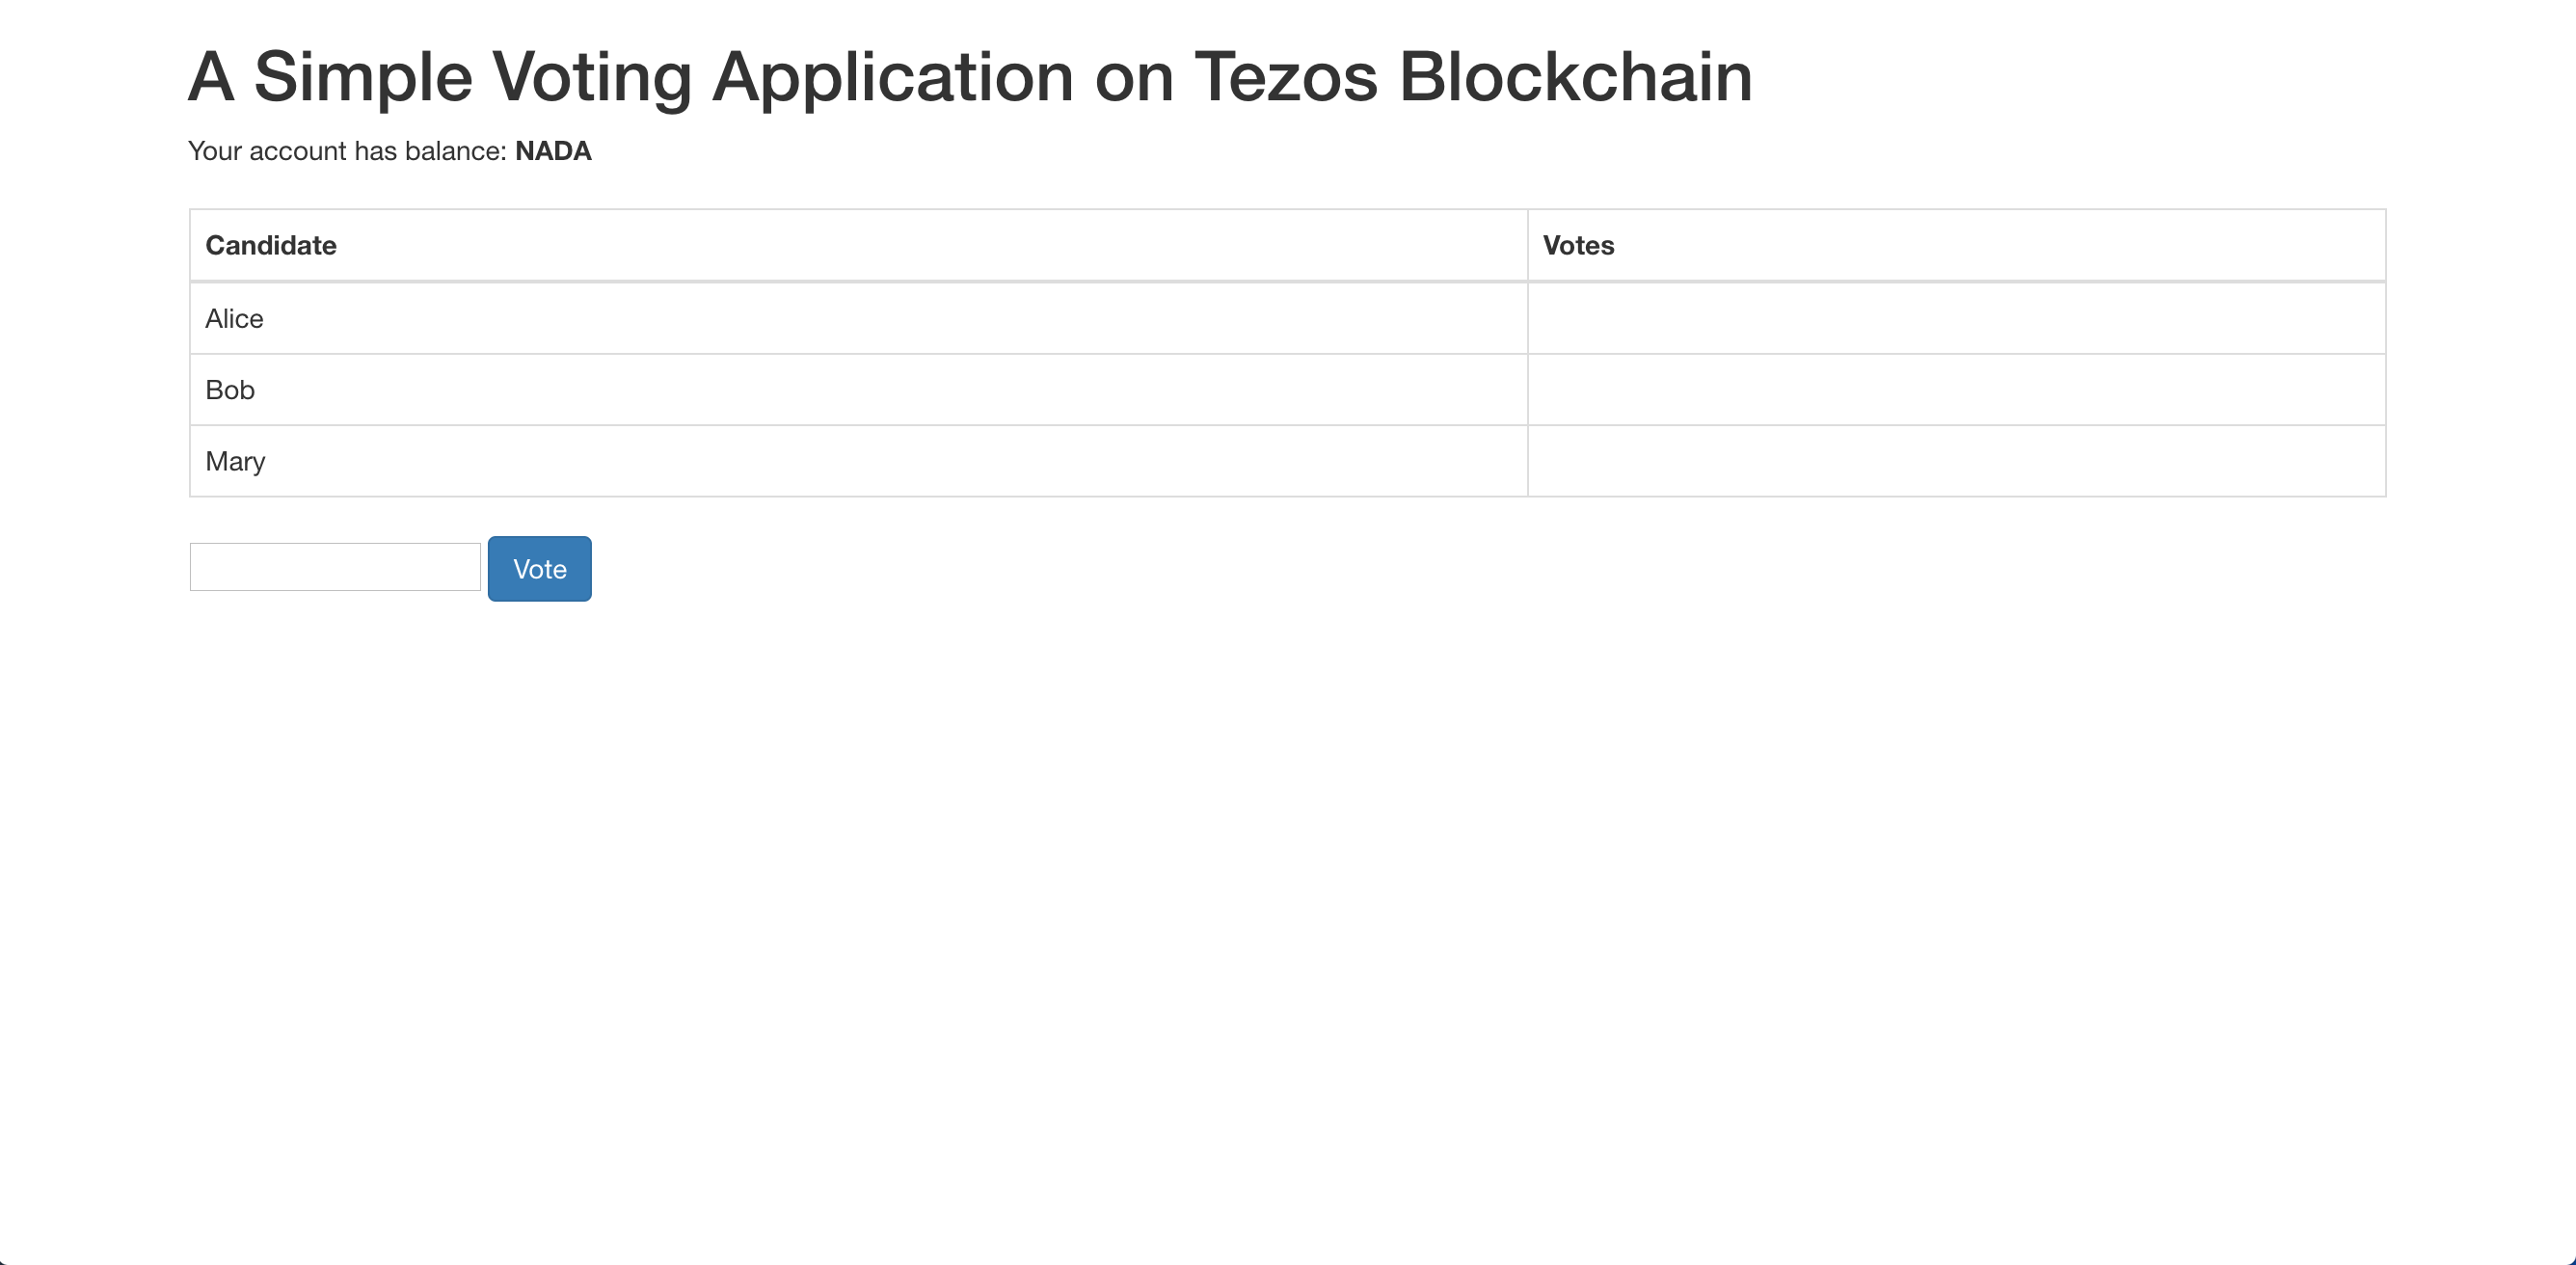 A Simple Voting Application on Tezos Blockchain
Your account has balance: NADA
Candidate Votes
Alice
Bob
Mary
Vote